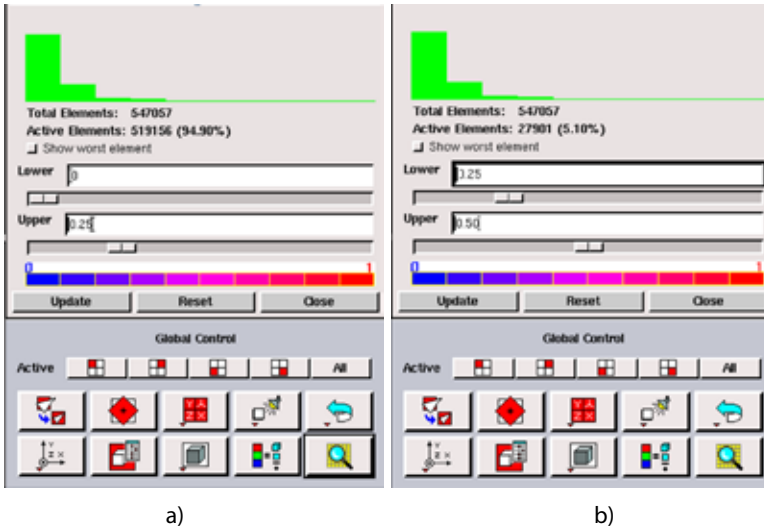 Total Elements: 547057
Active Elements: 519156 (94.90%)
Show worst element
Lower 0
Upper 0.25
0 1
Update Reset Close
Global Control
Active All
a)
Total Elements: 547057
Active Elements: 27901 (5.10%)
Show worst element
Lower 0.25
Upper 0.50
0 1
Update Reset Close
Global Control
Active All
b)